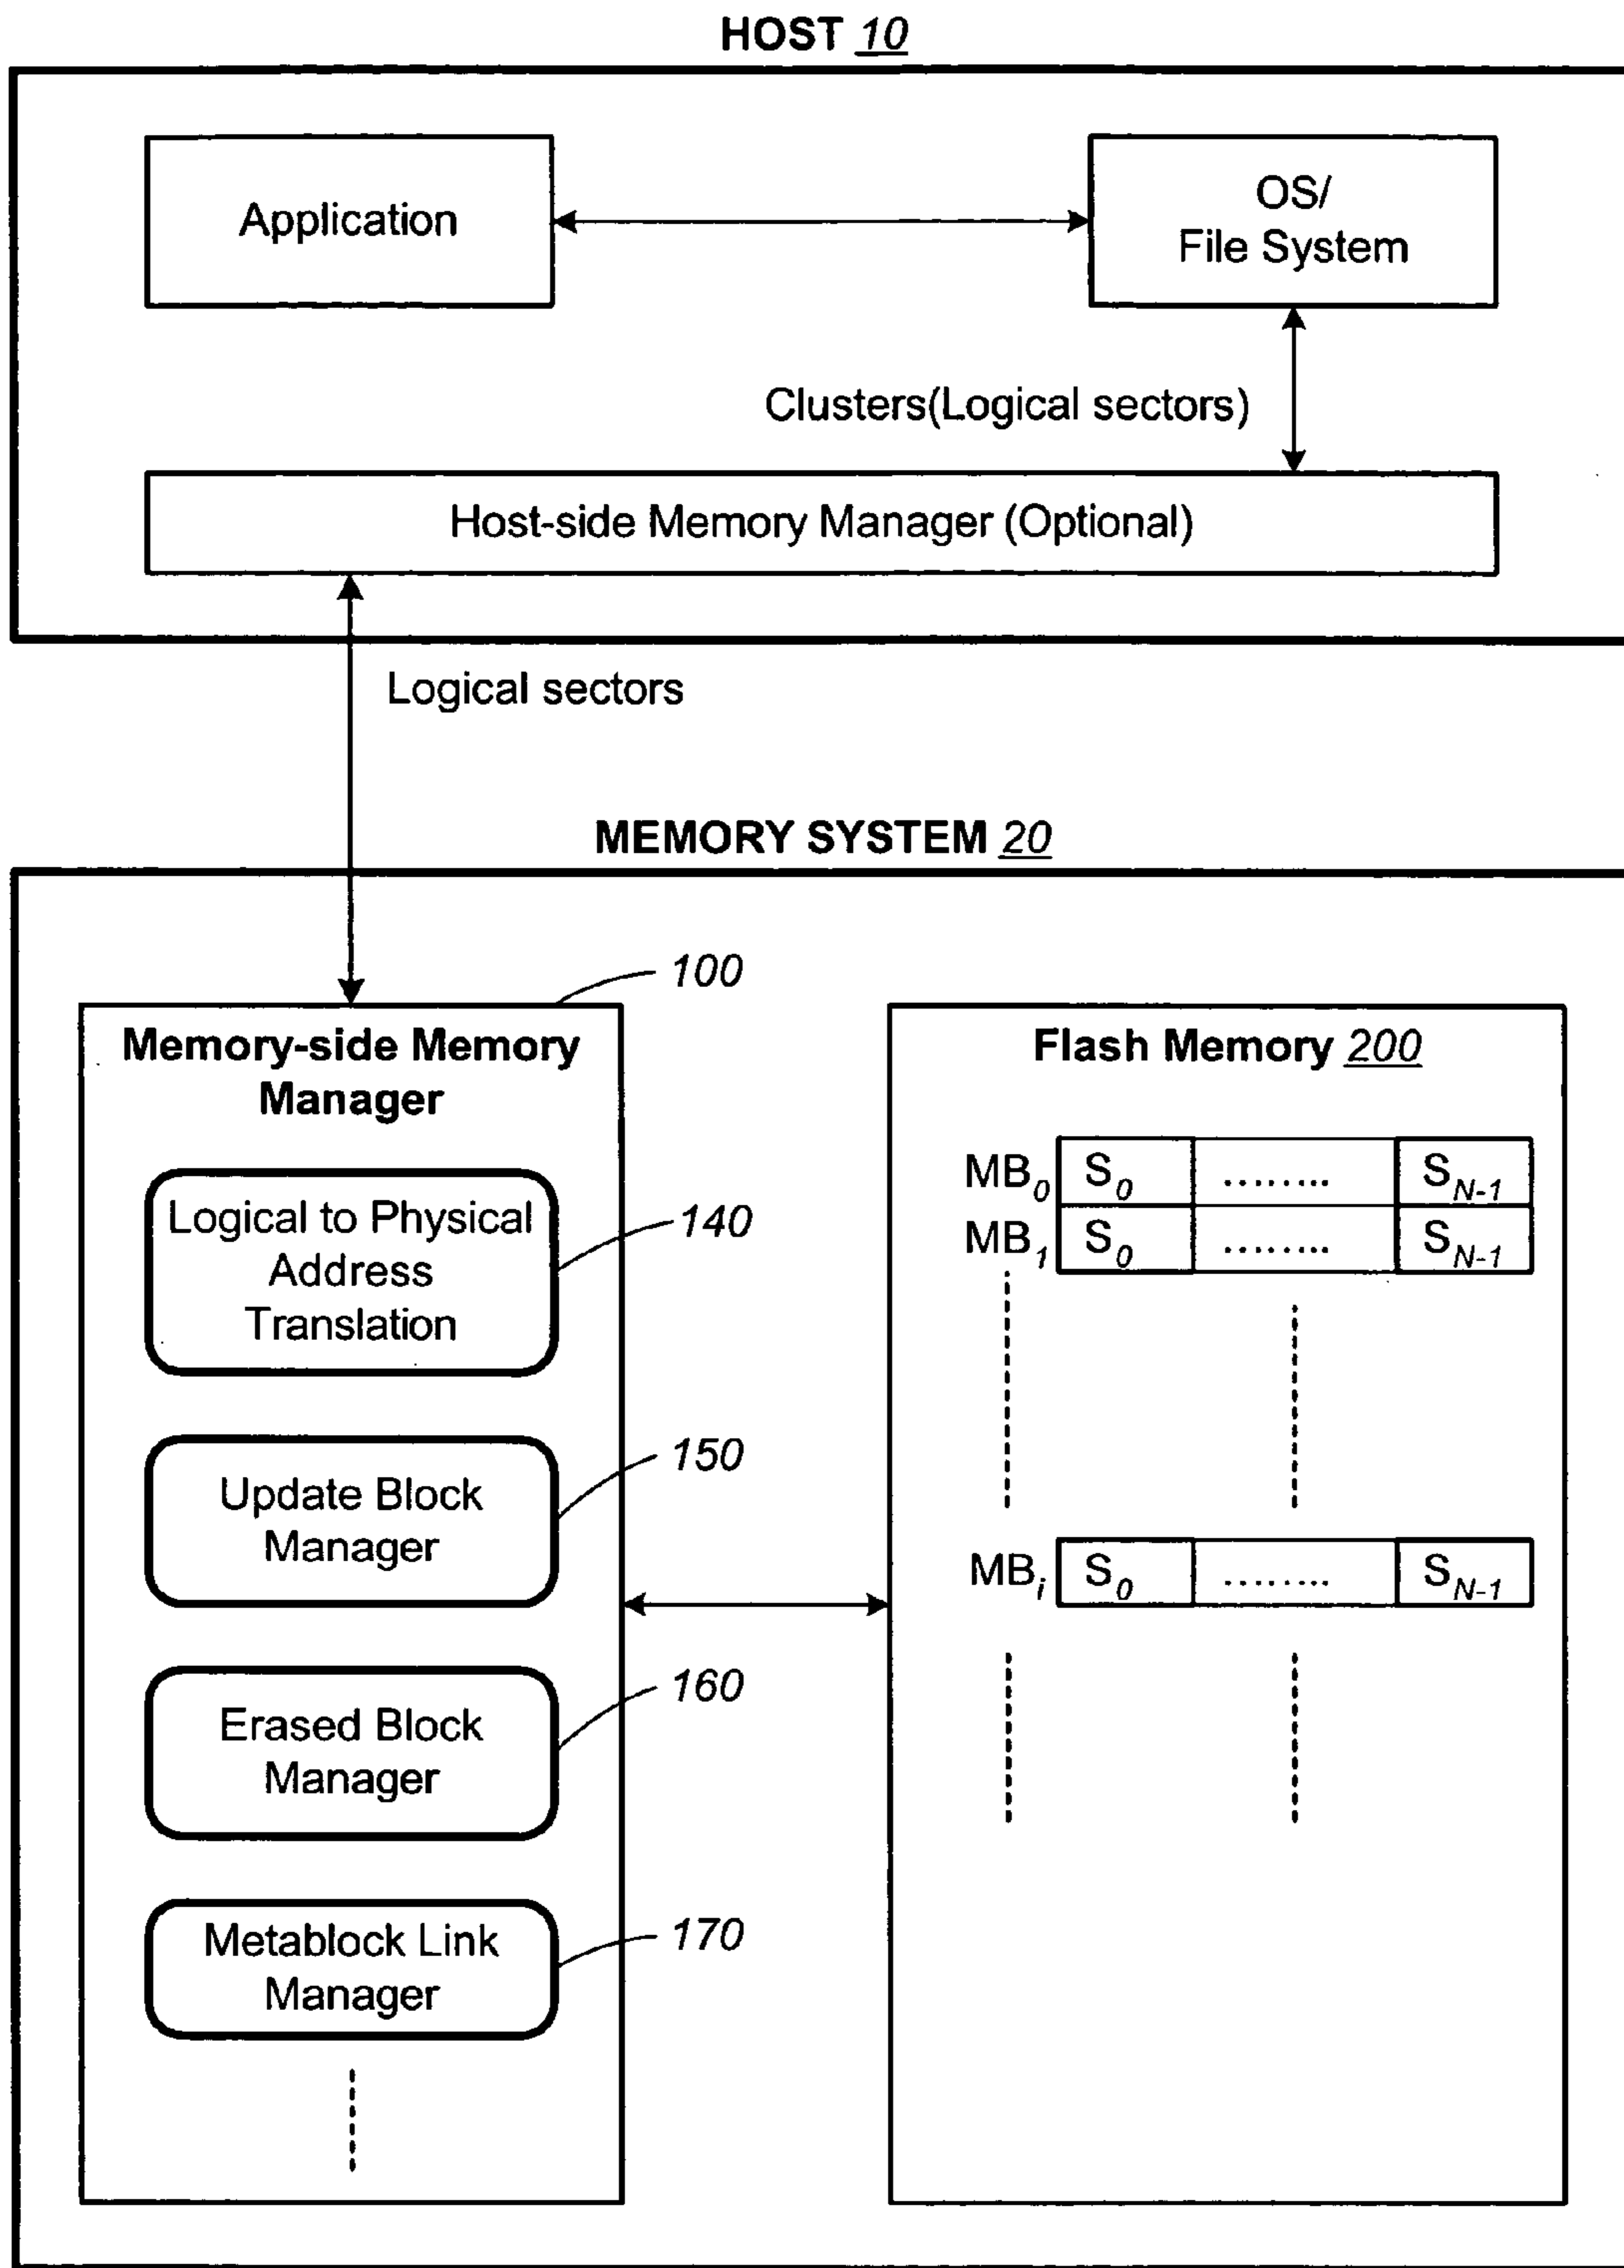 HOST 10
Application
OS/
File System
Clusters(Logical sectors)
Host-side Memory Manager (Optional)
Logical sectors
MEMORY SYSTEM 20
100
Memory-side Memory
Manager
Logical to Physical
Address
Translation
140
Update Block
Manager
150
Erased Block
Manager
160
Metablock Link
Manager
170
Flash Memory 200
MB0 S0 ........ SN-1
MB1 S0 ........ SN-1
MBi S0 ........ SN-1